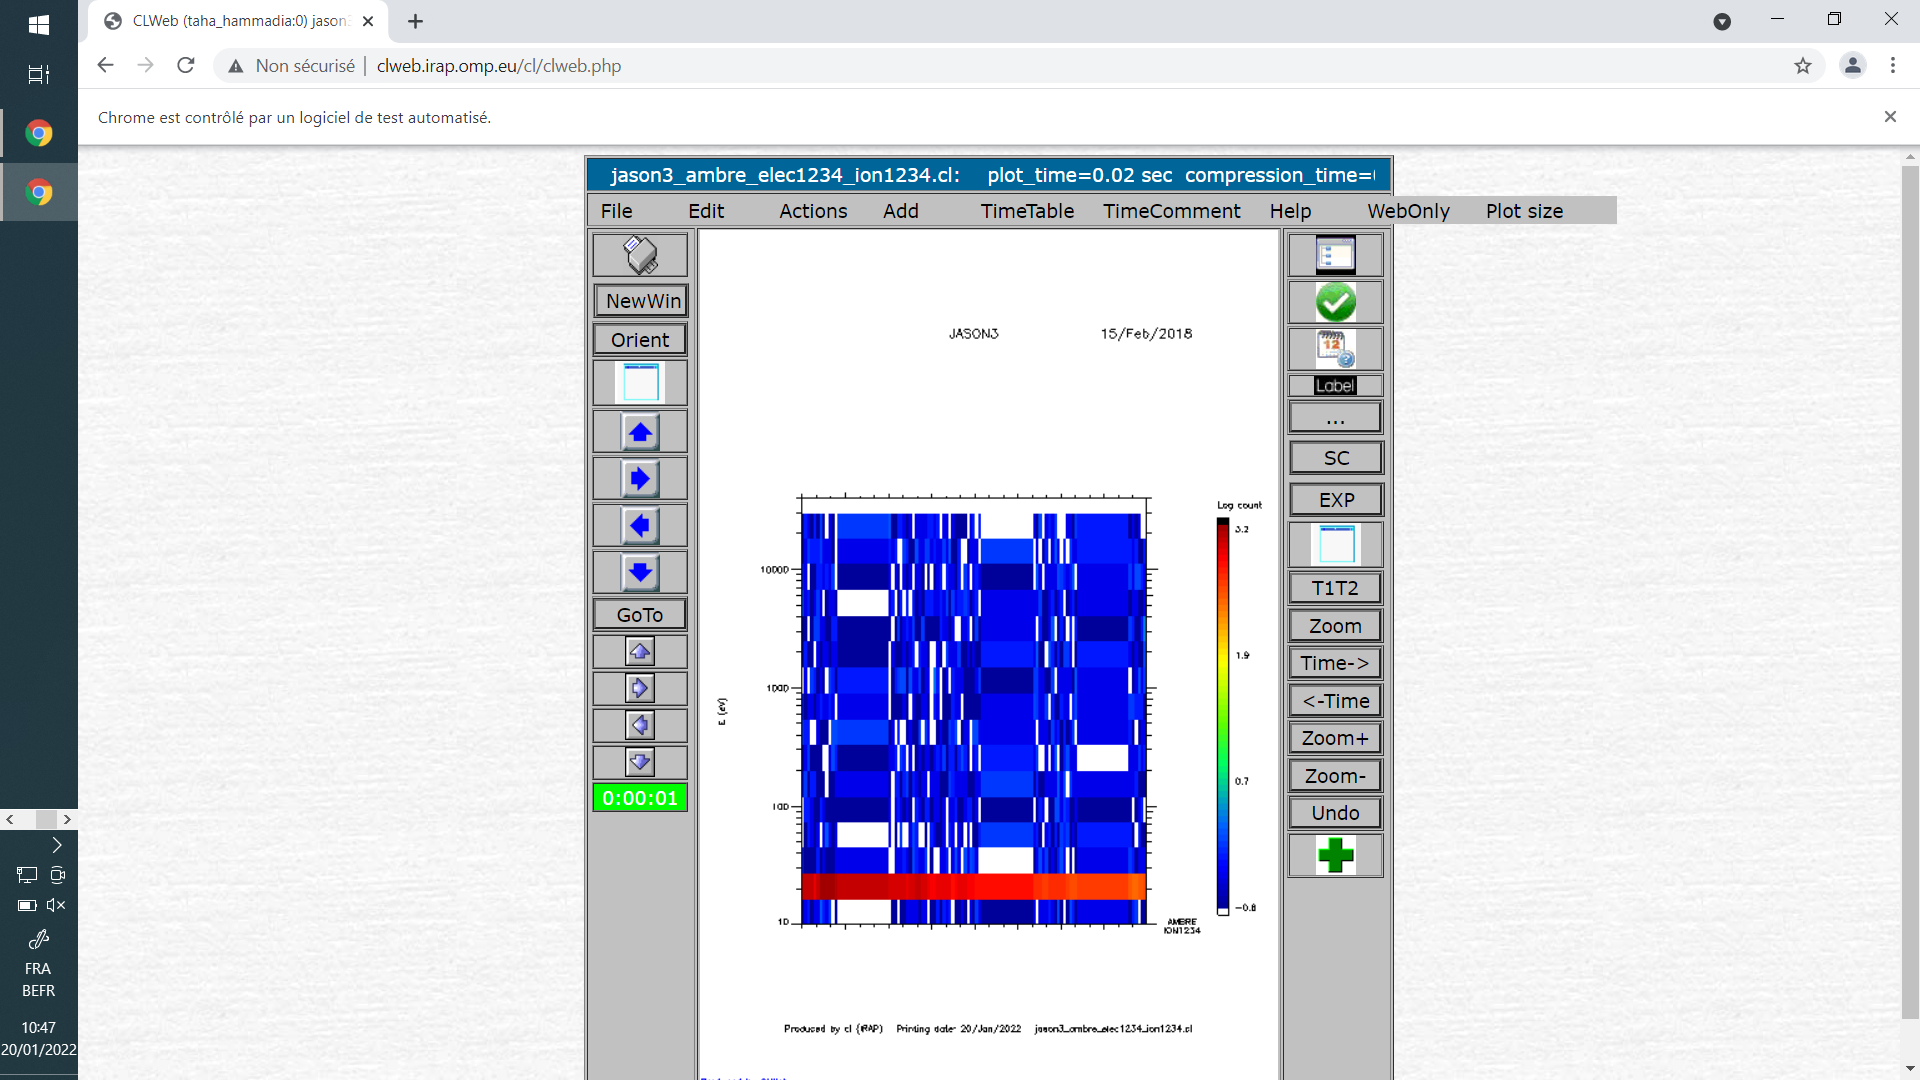 CLWeb (taha_hammadia:0) jason3
Non sécurisé | clweb.irap.omp.eu/cl/clweb.php
Chrome est contrôlé par un logiciel de test automatisé.
jason3_ambre_elec1234_ion1234.cl: plot_time=0.02 sec compression_time=
File Edit Actions Add TimeTable TimeComment Help WebOnly Plot size
NewWin
Orient
GoTo
0:00:01
JASON3 15/Feb/2018
Log count
3.2
1.9
0.7
-0.8
10000
1000
100
10
E (eV)
AMBRE
ION1234
Produced by cl (IRAP) Printing date: 20/Jan/2022 jason3_ambre_elec1234_ion1234.cl
12
Label
...
SC
EXP
T1T2
Zoom
Time->
<-Time
Zoom+
Zoom-
Undo
FRA
BEFR
10:47
20/01/2022